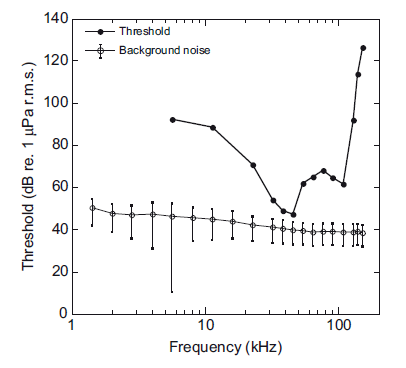 140
120
100
80
60
40
20
0
Threshold
Background noise
Threshold (dB re. 1 μPa r.m.s.)
1 10 100
Frequency (kHz)